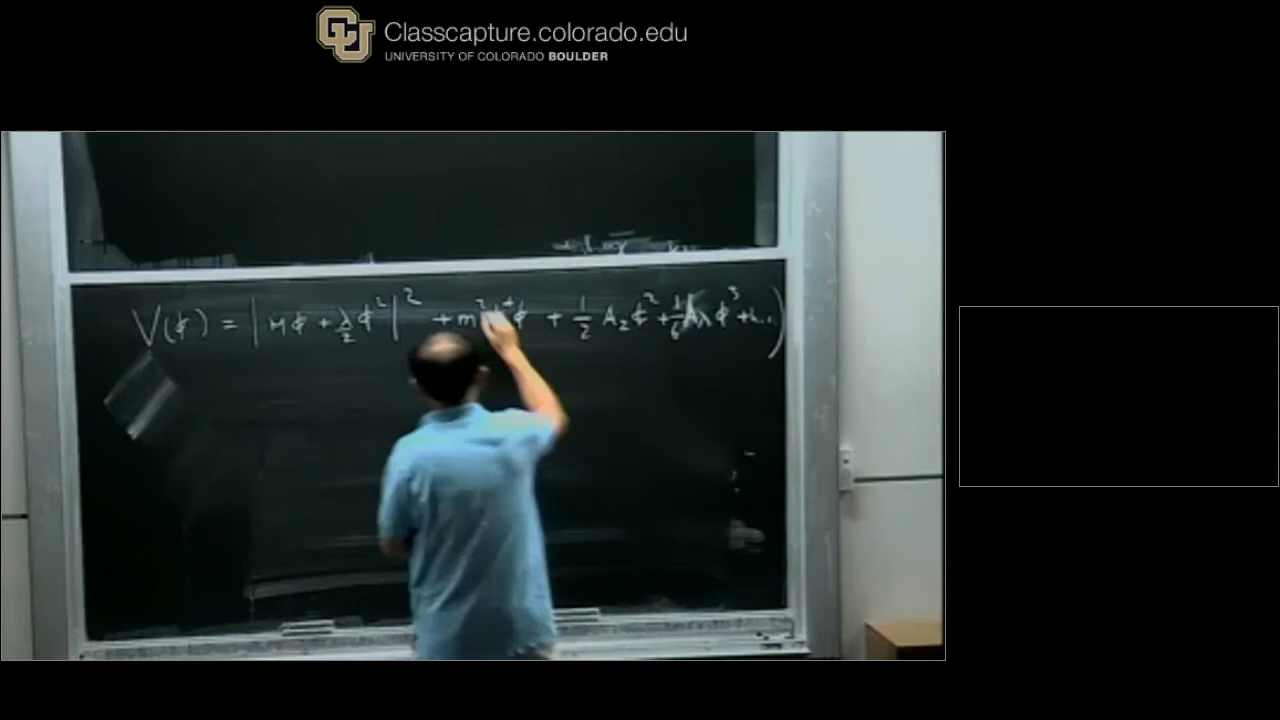 Classcapture.colorado.edu
UNIVERSITY OF COLORADO BOULDER
V(ϕ) = |Mϕ + λ/2 ϕ²|² + m² ϕ + 1/2 A₂ ϕ² + 1/6 A λ ϕ³ + h.c.)